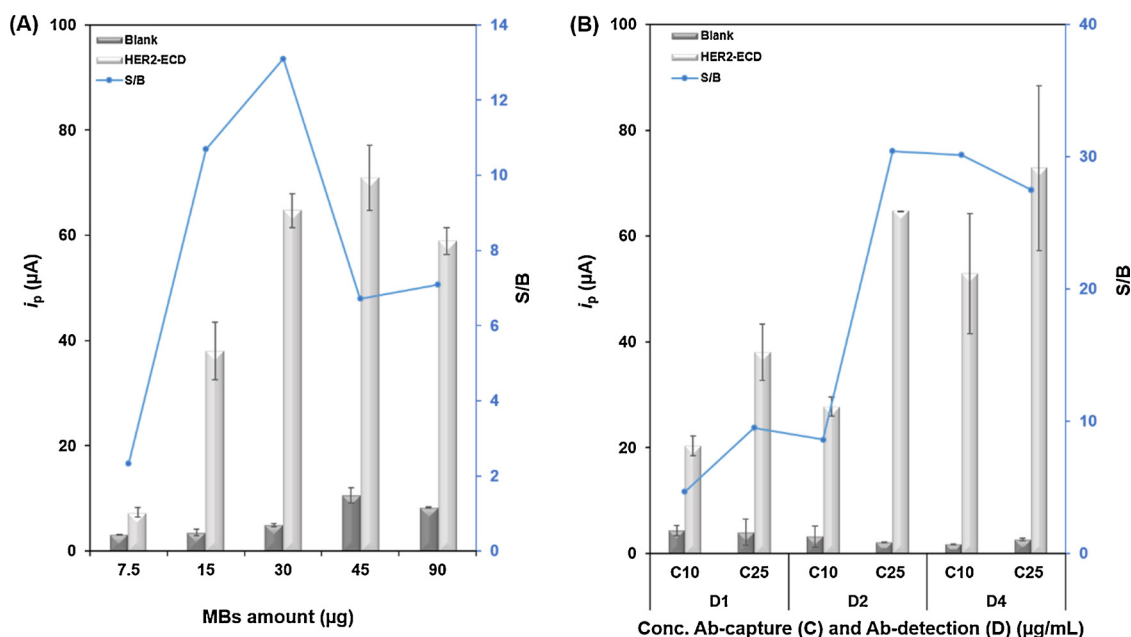 (A)
100
80
60
40
20
0
iₚ (µA)
Blank
HER2-ECD
S/B
14
12
10
8
6
4
2
0
S/B
7.5 15 30 45 90
MBs amount (µg)
(B)
100
80
60
40
20
0
iₚ (µA)
Blank
HER2-ECD
S/B
40
30
20
10
0
S/B
C10 C25 C10 C25 C10 C25
D1 D2 D4
Conc. Ab-capture (C) and Ab-detection (D) (µg/mL)